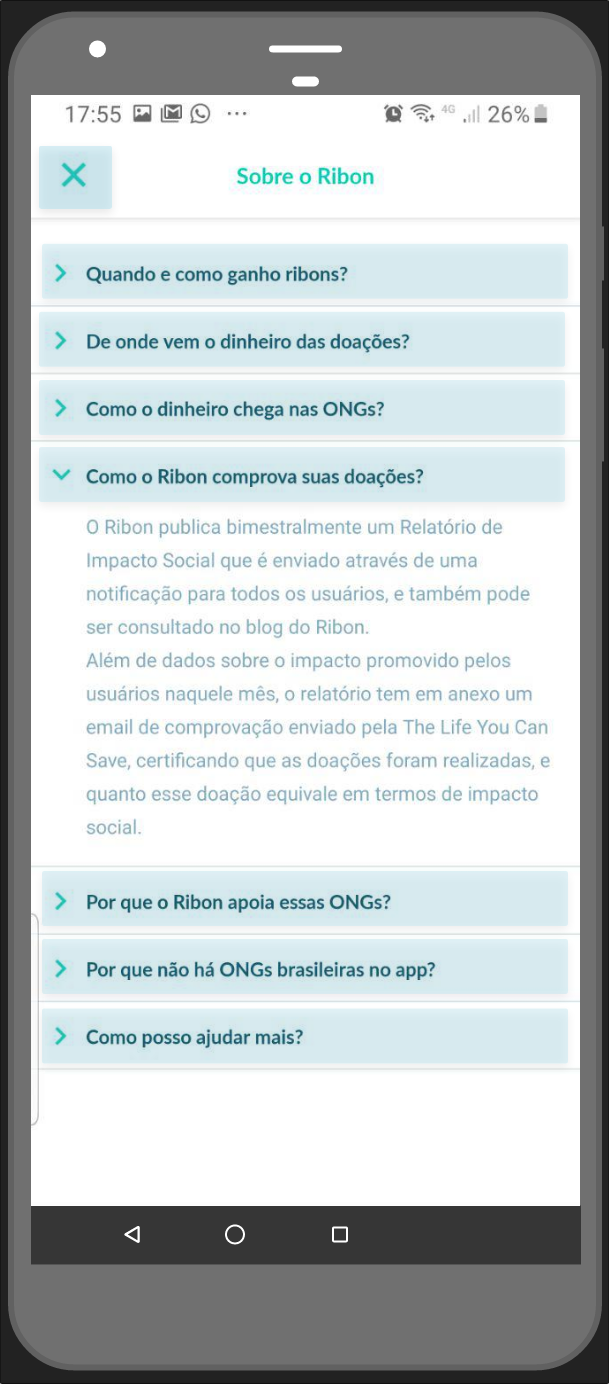 17:55 ... 4G 26%
Sobre o Ribon
Quando e como ganho ribons?
De onde vem o dinheiro das doações?
Como o dinheiro chega nas ONGs?
Como o Ribon comprova suas doações?
O Ribon publica bimestralmente um Relatório de
Impacto Social que é enviado através de uma
notificação para todos os usuários, e também pode
ser consultado no blog do Ribon.
Além de dados sobre o impacto promovido pelos
usuários naquele mês, o relatório tem em anexo um
email de comprovação enviado pela The Life You Can
Save, certificando que as doações foram realizadas, e
quanto esse doação equivale em termos de impacto
social.
Por que o Ribon apoia essas ONGs?
Por que não há ONGs brasileiras no app?
Como posso ajudar mais?